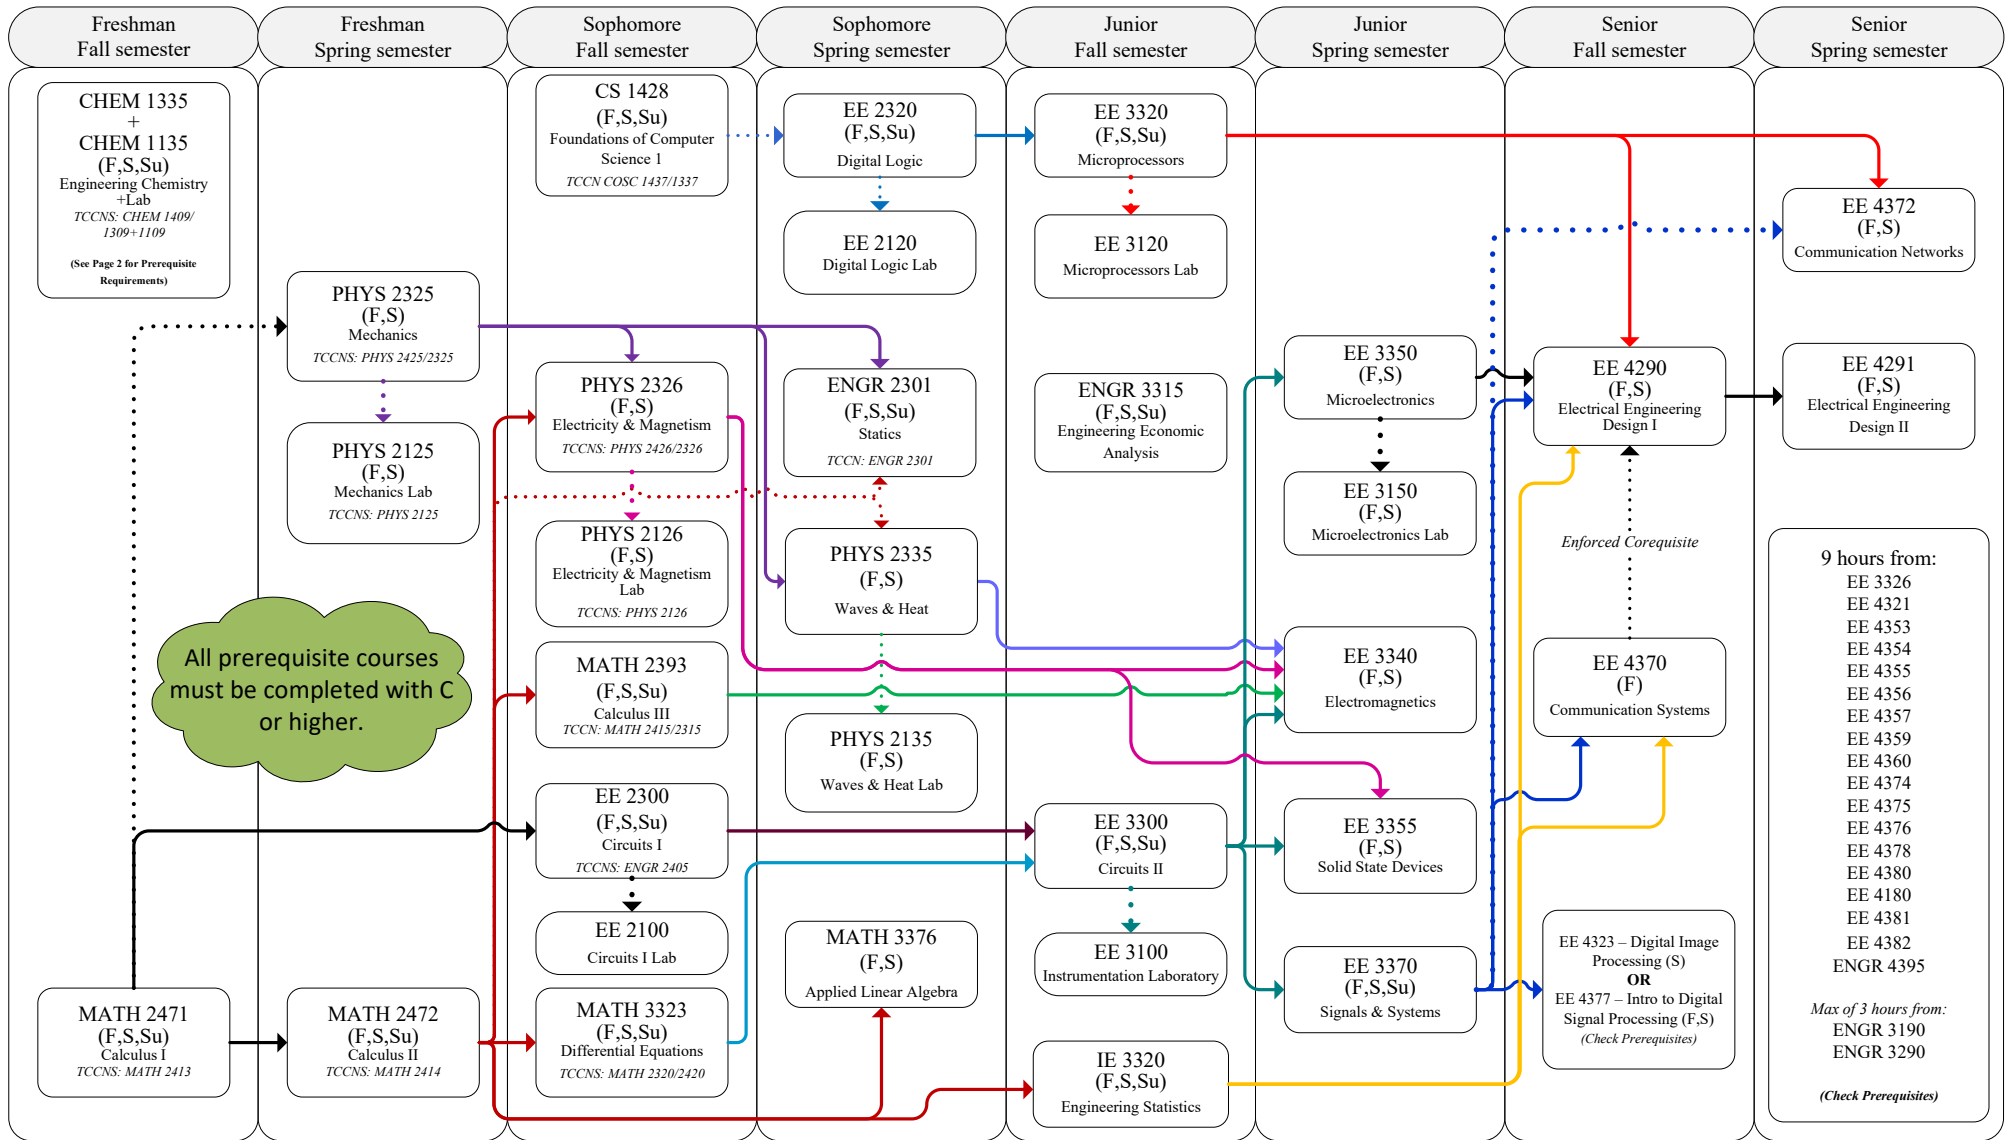 Freshman
Fall semester
Freshman
Spring semester
Sophomore
Fall semester
Sophomore
Spring semester
Junior
Fall semester
Junior
Spring semester
Senior
Fall semester
Senior
Spring semester
CHEM 1335
+
CHEM 1135
(F,S,Su)
Engineering Chemistry
+Lab
TCCNS: CHEM 1409/
1309+1109
(See Page 2 for Prerequisite
Requirements)
MATH 2471
(F,S,Su)
Calculus I
TCCNS: MATH 2413
All prerequisite courses
must be completed with C
or higher.
PHYS 2325
(F,S)
Mechanics
TCCNS: PHYS 2425/2325
PHYS 2125
(F,S)
Mechanics Lab
TCCNS: PHYS 2125
MATH 2472
(F,S,Su)
Calculus II
TCCNS: MATH 2414
CS 1428
(F,S,Su)
Foundations of Computer
Science 1
TCCN COSC 1437/1337
PHYS 2326
(F,S)
Electricity & Magnetism
TCCNS: PHYS 2426/2326
PHYS 2126
(F,S)
Electricity & Magnetism
Lab
TCCNS: PHYS 2126
MATH 2393
(F,S,Su)
Calculus III
TCCN: MATH 2415/2315
EE 2300
(F,S,Su)
Circuits I
TCCNS: ENGR 2405
EE 2100
Circuits I Lab
MATH 3323
(F,S,Su)
Differential Equations
TCCNS: MATH 2320/2420
EE 2320
(F,S,Su)
Digital Logic
EE 2120
Digital Logic Lab
ENGR 2301
(F,S,Su)
Statics
TCCN: ENGR 2301
PHYS 2335
(F,S)
Waves & Heat
PHYS 2135
(F,S)
Waves & Heat Lab
MATH 3376
(F,S)
Applied Linear Algebra
EE 3320
(F,S,Su)
Microprocessors
EE 3120
Microprocessors Lab
ENGR 3315
(F,S,Su)
Engineering Economic
Analysis
EE 3300
(F,S,Su)
Circuits II
EE 3100
Instrumentation Laboratory
IE 3320
(F,S,Su)
Engineering Statistics
EE 3350
(F,S)
Microelectronics
EE 3150
(F,S)
Microelectronics Lab
EE 3340
(F,S)
Electromagnetics
EE 3355
(F,S)
Solid State Devices
EE 3370
(F,S,Su)
Signals & Systems
EE 4290
(F,S)
Electrical Engineering
Design I
Enforced Corequisite
EE 4370
(F)
Communication Systems
EE 4323 – Digital Image
Processing (S)
OR
EE 4377 – Intro to Digital
Signal Processing (F,S)
(Check Prerequisites)
EE 4372
(F,S)
Communication Networks
EE 4291
(F,S)
Electrical Engineering
Design II
9 hours from:
EE 3326
EE 4321
EE 4353
EE 4354
EE 4355
EE 4356
EE 4357
EE 4359
EE 4360
EE 4374
EE 4375
EE 4376
EE 4378
EE 4380
EE 4180
EE 4381
EE 4382
ENGR 4395
Max of 3 hours from:
ENGR 3190
ENGR 3290
(Check Prerequisites)